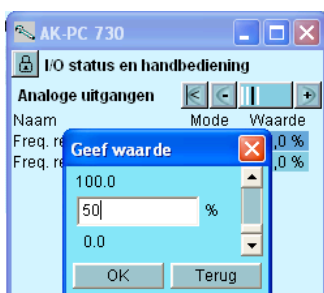 AK-PC 730
I/O status en handbediening
Analoge uitgangen
Naam Mode Waarde
Freq. re ,0 %
Freq. re ,0 %
Geef waarde
100.0
50 %
0.0
OK Terug